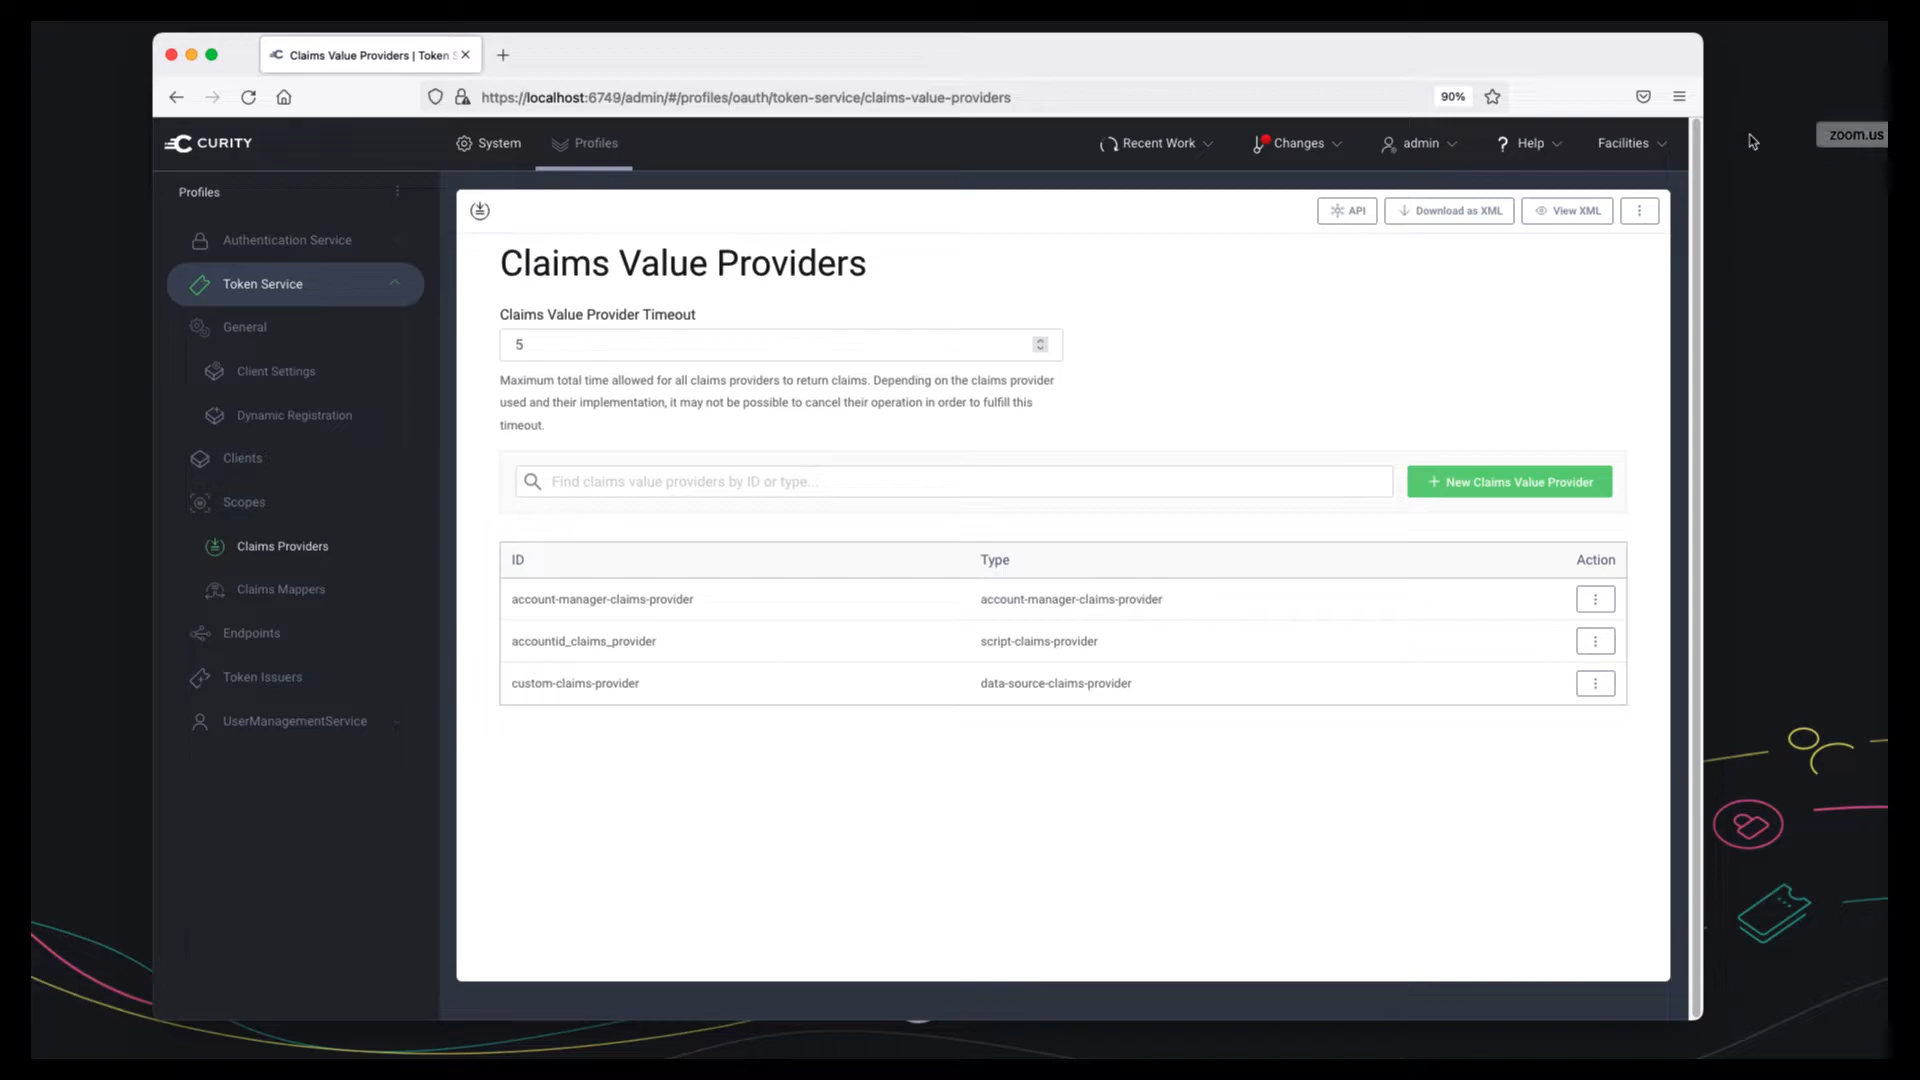 Claims Value Providers | Token S
https://localhost:6749/admin/#/profiles/oauth/token-service/claims-value-providers
90%
CURITY
System
Profiles
Recent Work
Changes
admin
Help
Facilities
zoom.us
Profiles
Authentication Service
Token Service
General
Client Settings
Dynamic Registration
Clients
Scopes
Claims Providers
Claims Mappers
Endpoints
Token Issuers
UserManagementService
API
Download as XML
View XML
Claims Value Providers
Claims Value Provider Timeout
5
Maximum total time allowed for all claims providers to return claims. Depending on the claims provider
used and their implementation, it may not be possible to cancel their operation in order to fulfill this
timeout.
Find claims value providers by ID or type...
+ New Claims Value Provider
ID Type Action
account-manager-claims-provider account-manager-claims-provider
accountid_claims_provider script-claims-provider
custom-claims-provider data-source-claims-provider